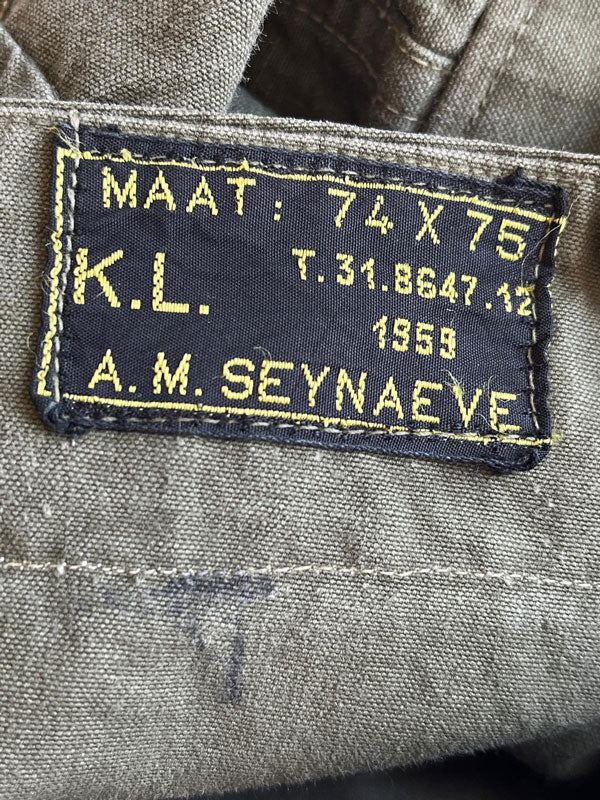 MAAT: 74 X 75
K.L. T.31.8647.12
1959
A.M. SEYNAEVE